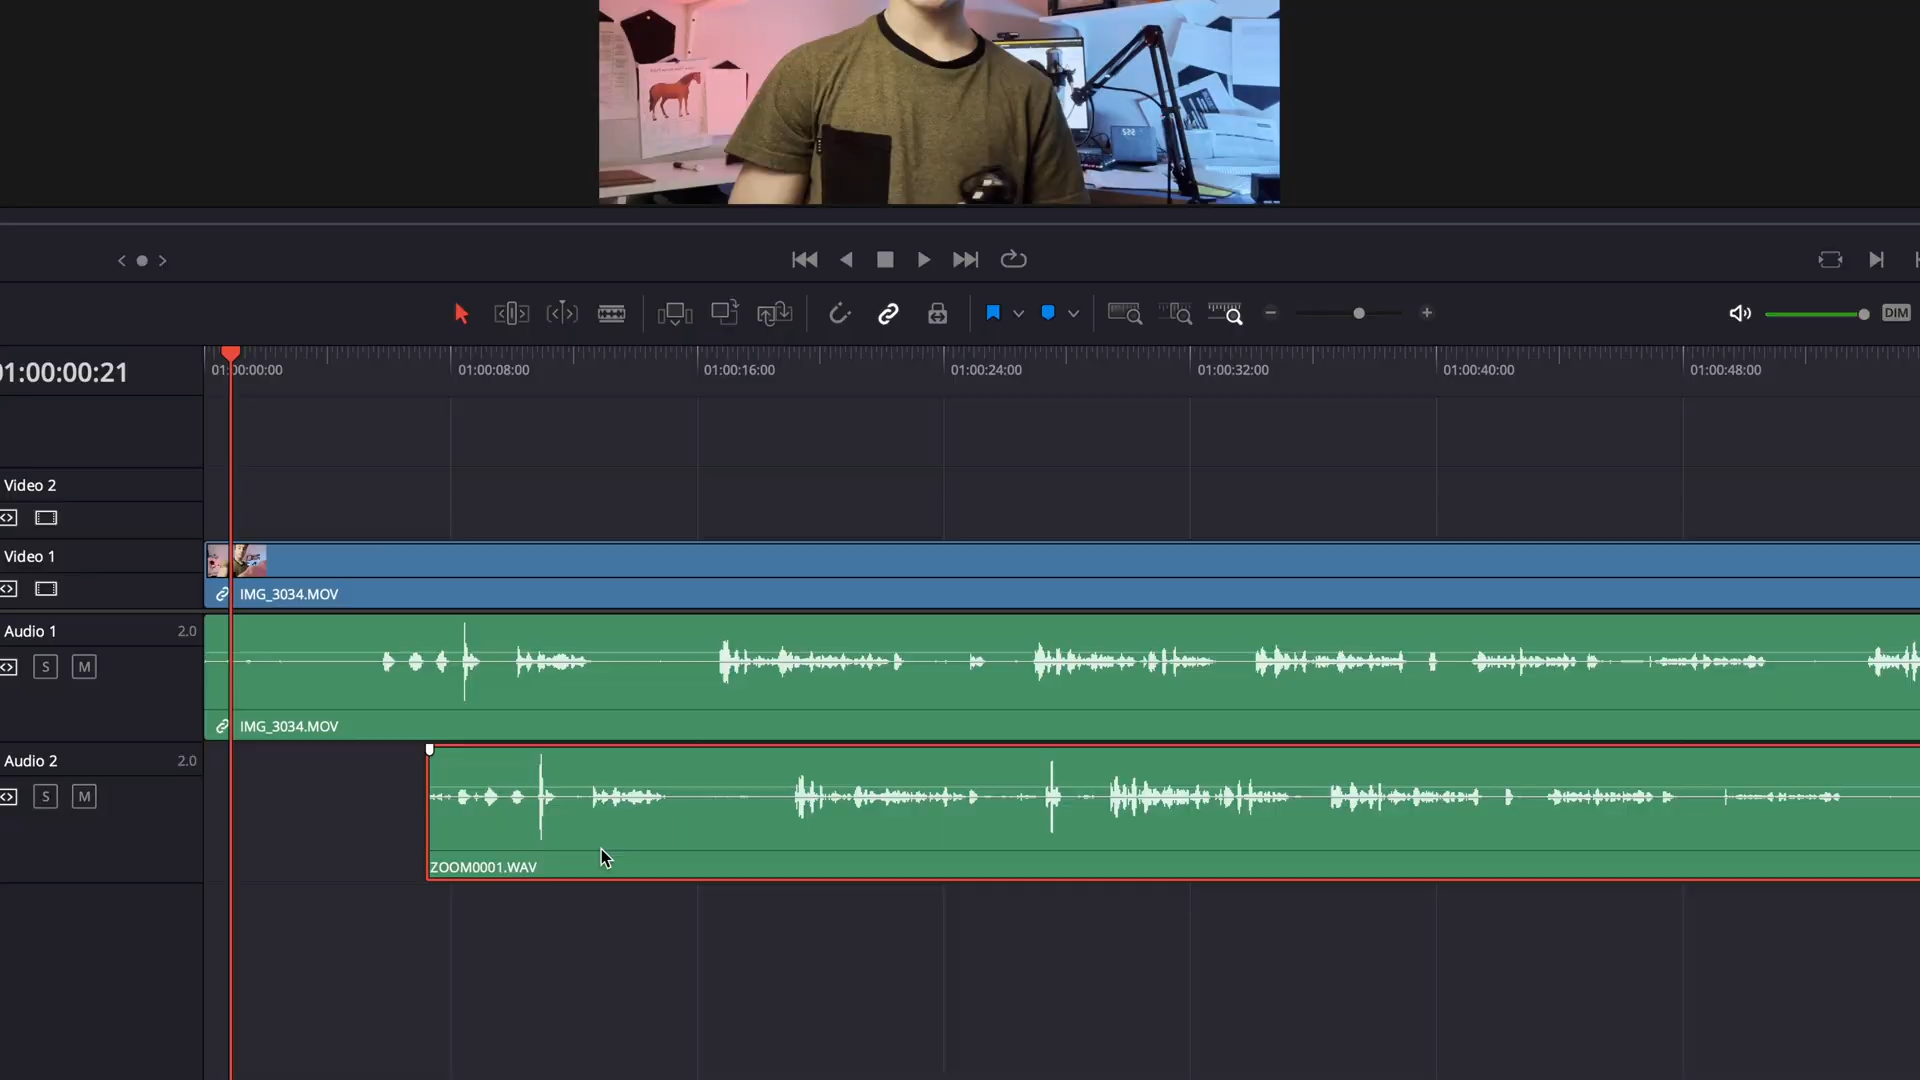 DIM
01:00:00:21
01:00:00:00
01:00:08:00
01:00:16:00
01:00:24:00
01:00:32:00
01:00:40:00
01:00:48:00
Video 2
Video 1
IMG_3034.MOV
Audio 1
2.0
S
M
IMG_3034.MOV
Audio 2
2.0
S
M
ZOOM0001.WAV